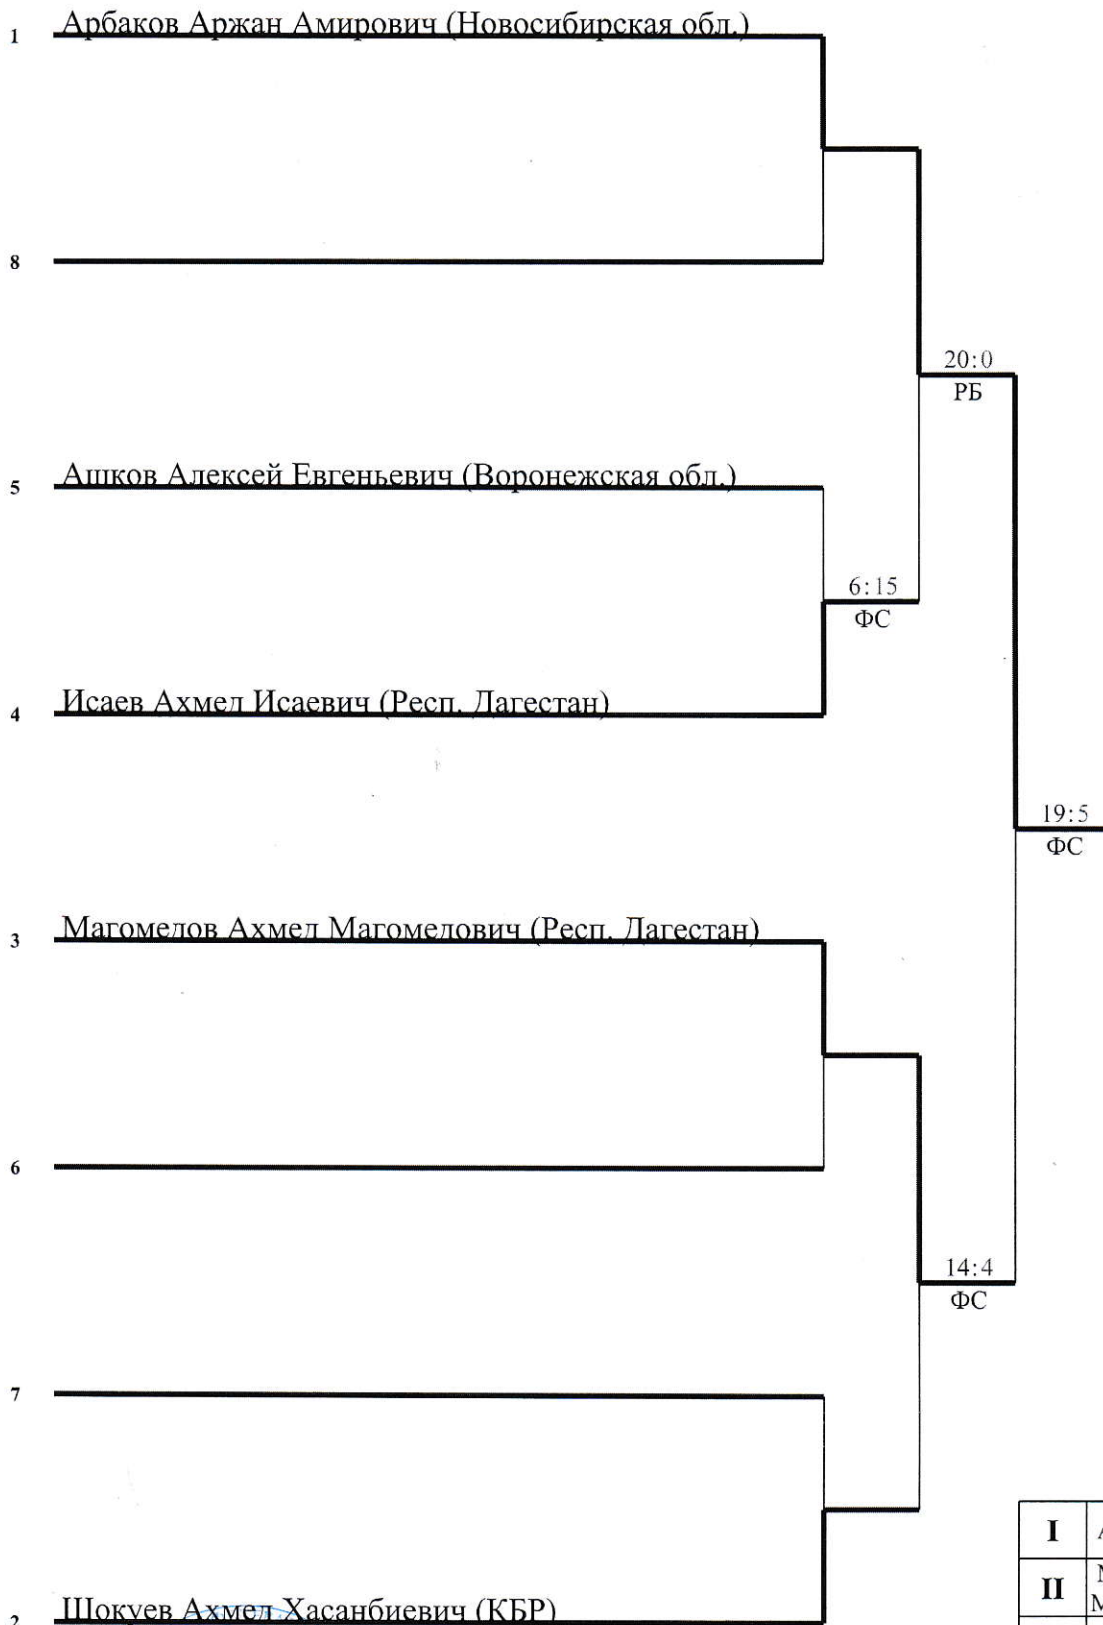 1 Арбаков Аржан Амирович (Новосибирская обл.)
8
20:0
РБ
5 Ашков Алексей Евгеньевич (Воронежская обл.)
6:15
ФС
4 Исаев Ахмед Исаевич (Респ. Дагестан)
19:5
ФС
3 Магомедов Ахмед Магомедович (Респ. Дагестан)
6
14:4
ФС
7
I А
II М
М
2 Шокуев Ахмед Хасанбиевич (КБР)